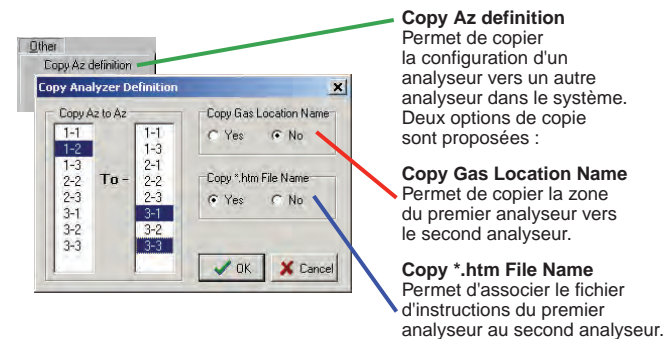 Other
Copy Az definition
Copy Analyzer Definition
Copy Az to Az
1-1
1-2
1-3
2-2
2-3
3-1
3-2
3-3
To -
1-1
1-3
2-1
2-2
2-3
3-1
3-2
3-3
Copy Gas Location Name
Yes No
Copy *.htm File Name
Yes No
OK Cancel
Copy Az definition
Permet de copier
la configuration d'un
analyseur vers un autre
analyseur dans le système.
Deux options de copie
sont proposées :
Copy Gas Location Name
Permet de copier la zone
du premier analyseur vers
le second analyseur.
Copy *.htm File Name
Permet d'associer le fichier
d'instructions du premier
analyseur au second analyseur.